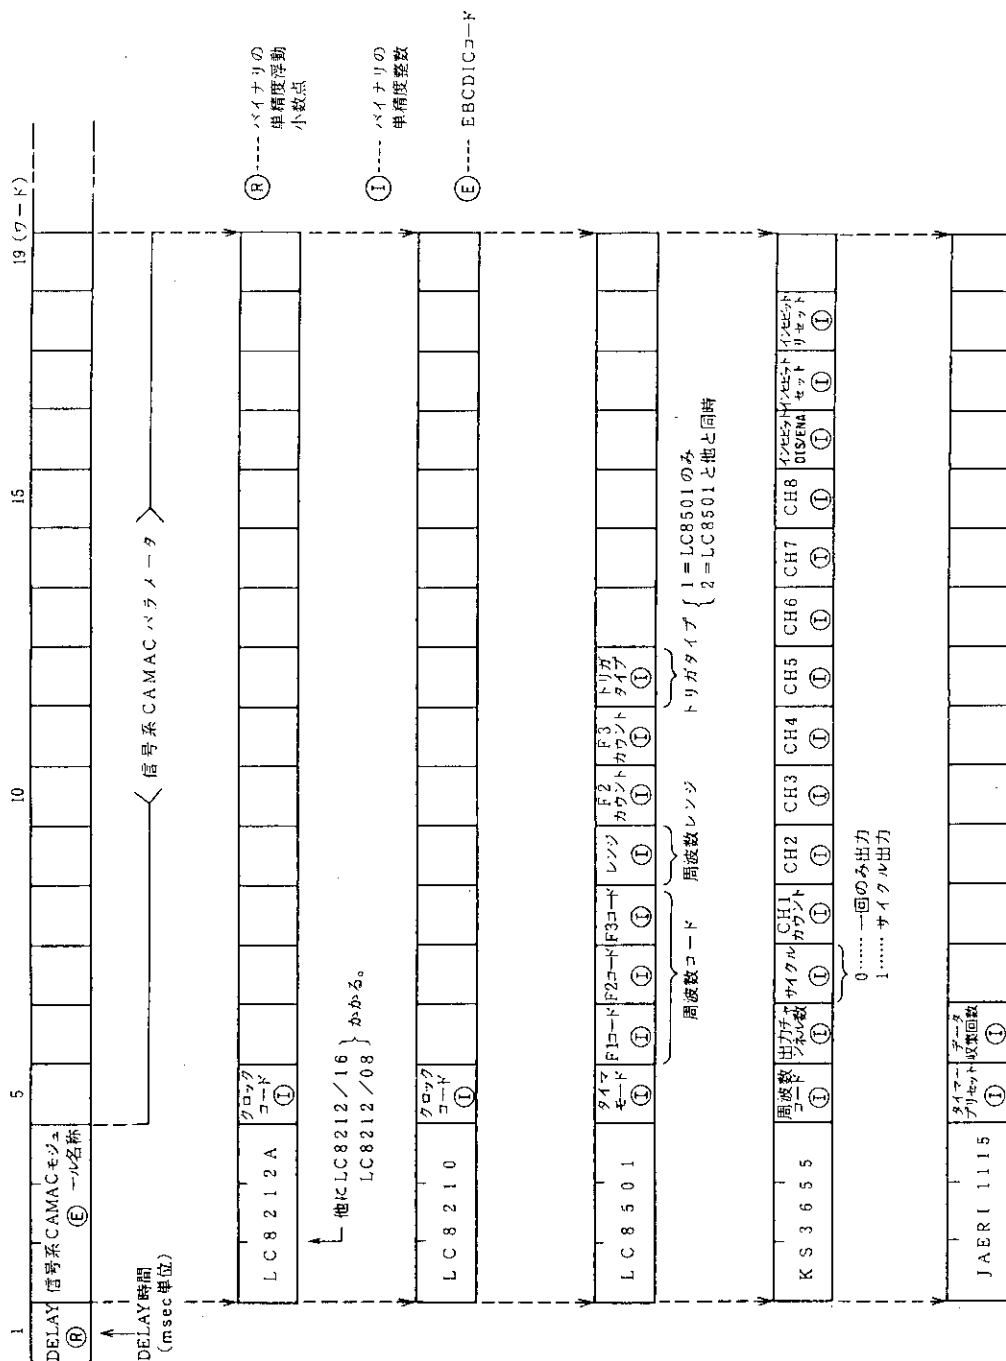 1 5 10 15 19 (ワード)
DELAY Ⓡ
信号系CAMACモジュ
ール名称 Ⓔ
DELAY時間
(msec単位)
信号系CAMACパラメータ
Ⓡ ---- バイナリの
単精度浮動
小数点
Ⓘ ---- バイナリの
単精度整数
Ⓔ ---- EBCDICコード
LC8212A
クロック
コード
Ⓘ
他にLC8212/16
LC8212/08
かかる。
LC8210
クロック
コード
Ⓘ
LC8501
タイマ
モード
Ⓘ
F1コード
Ⓘ
F2コード
Ⓘ
F3コード
Ⓘ
レンジ
Ⓘ
F2
カウント
Ⓘ
F3
カウント
Ⓘ
トリガ
タイプ
Ⓘ
周波数コード
周波数レンジ
トリガタイプ
1=LC8501のみ
2=LC8501と他と同時
KS3655
周波数
コード
Ⓘ
出力チャ
ンネル数
Ⓘ
サイクル
Ⓘ
CH1
カウント
Ⓘ
CH2
Ⓘ
CH3
Ⓘ
CH4
Ⓘ
CH5
Ⓘ
CH6
Ⓘ
CH7
Ⓘ
CH8
Ⓘ
インヒビット
DIS/ENA
Ⓘ
インヒビット
セット
Ⓘ
インヒビット
リセット
Ⓘ
0……一回のみ出力
1……サイクル出力
JAERI 1115
タイマー
プリセット
Ⓘ
データ
収集回数
Ⓘ